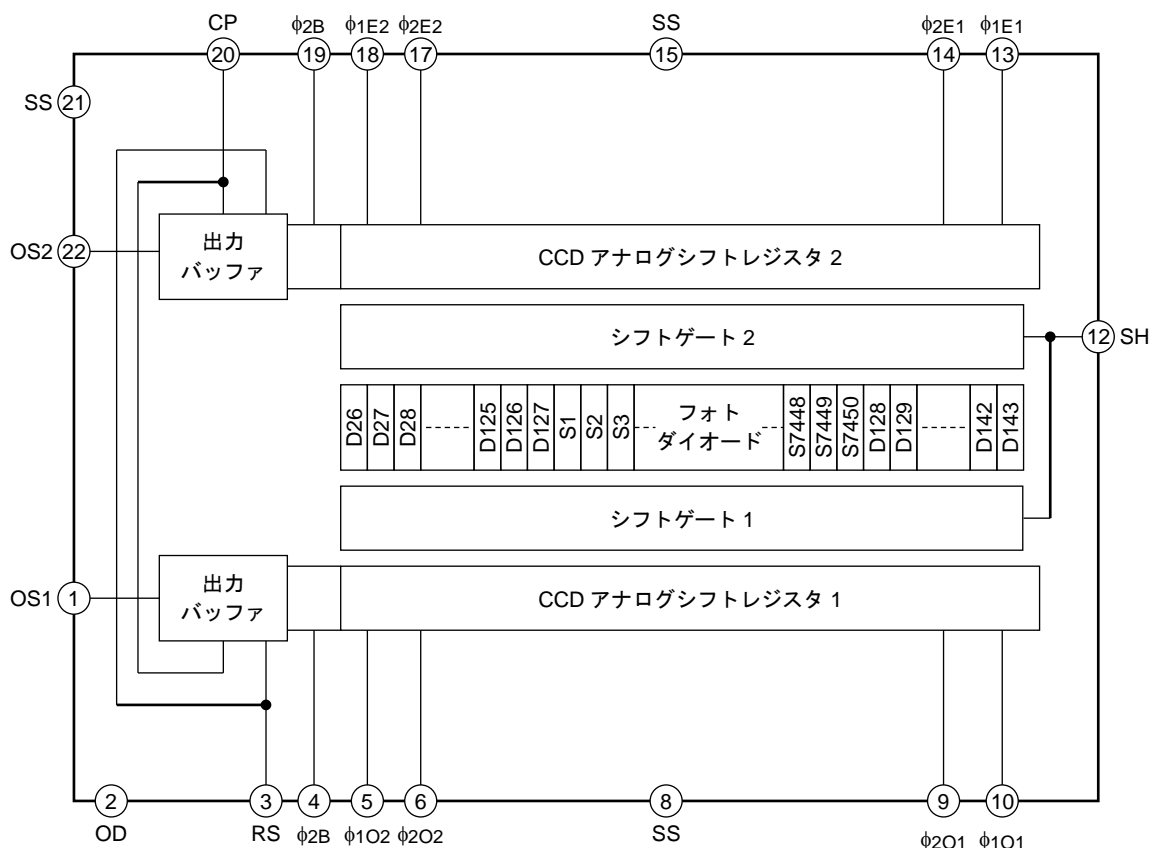 CP φ2B φ1E2 φ2E2 SS φ2E1 φ1E1
20 19 18 17 15 14 13
SS 21
OS2 22
出力
バッファ
CCD アナログシフトレジスタ 2
シフトゲート 2
12 SH
D26 D27 D28 D125 D126 D127 S1 S2 S3
フォト
ダイオード
S7448 S7449 S7450 D128 D129 D142 D143
シフトゲート 1
OS1 1
出力
バッファ
CCD アナログシフトレジスタ 1
2 3 4 5 6 8 9 10
OD RS φ2B φ1O2 φ2O2 SS φ2O1 φ1O1